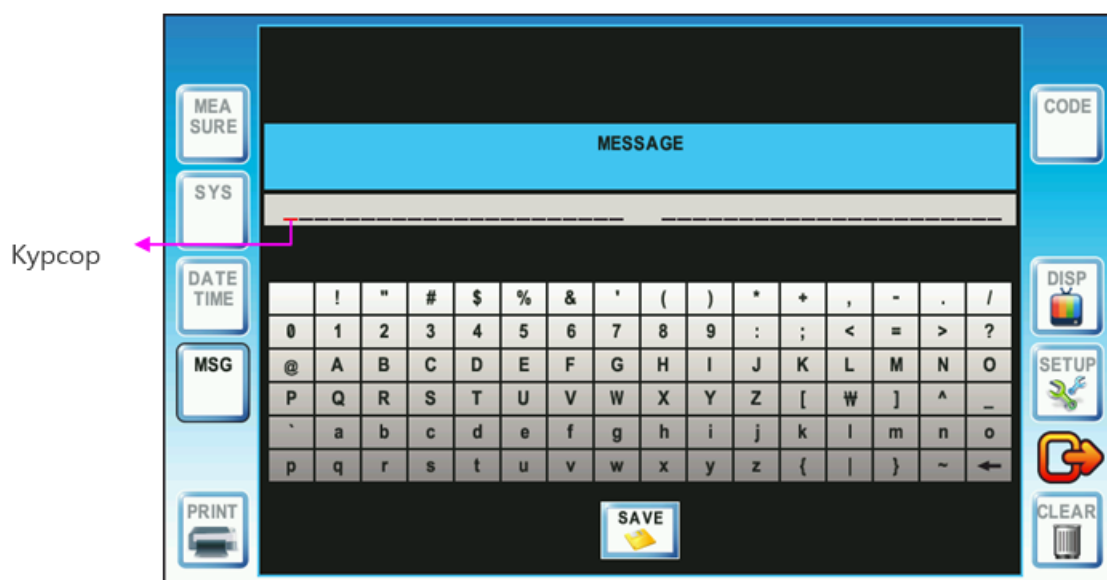 MEA
SURE
SYS
DATE
TIME
MSG
PRINT
Курсор
MESSAGE
! " # $ % & ' ( ) * + , - . /
0 1 2 3 4 5 6 7 8 9 : ; < = > ?
@ A B C D E F G H I J K L M N O
P Q R S T U V W X Y Z [ ₩ ] ^ _
` a b c d e f g h i j k l m n o
p q r s t u v w x y z { | } ~ ←
SAVE
CODE
DISP
SETUP
CLEAR